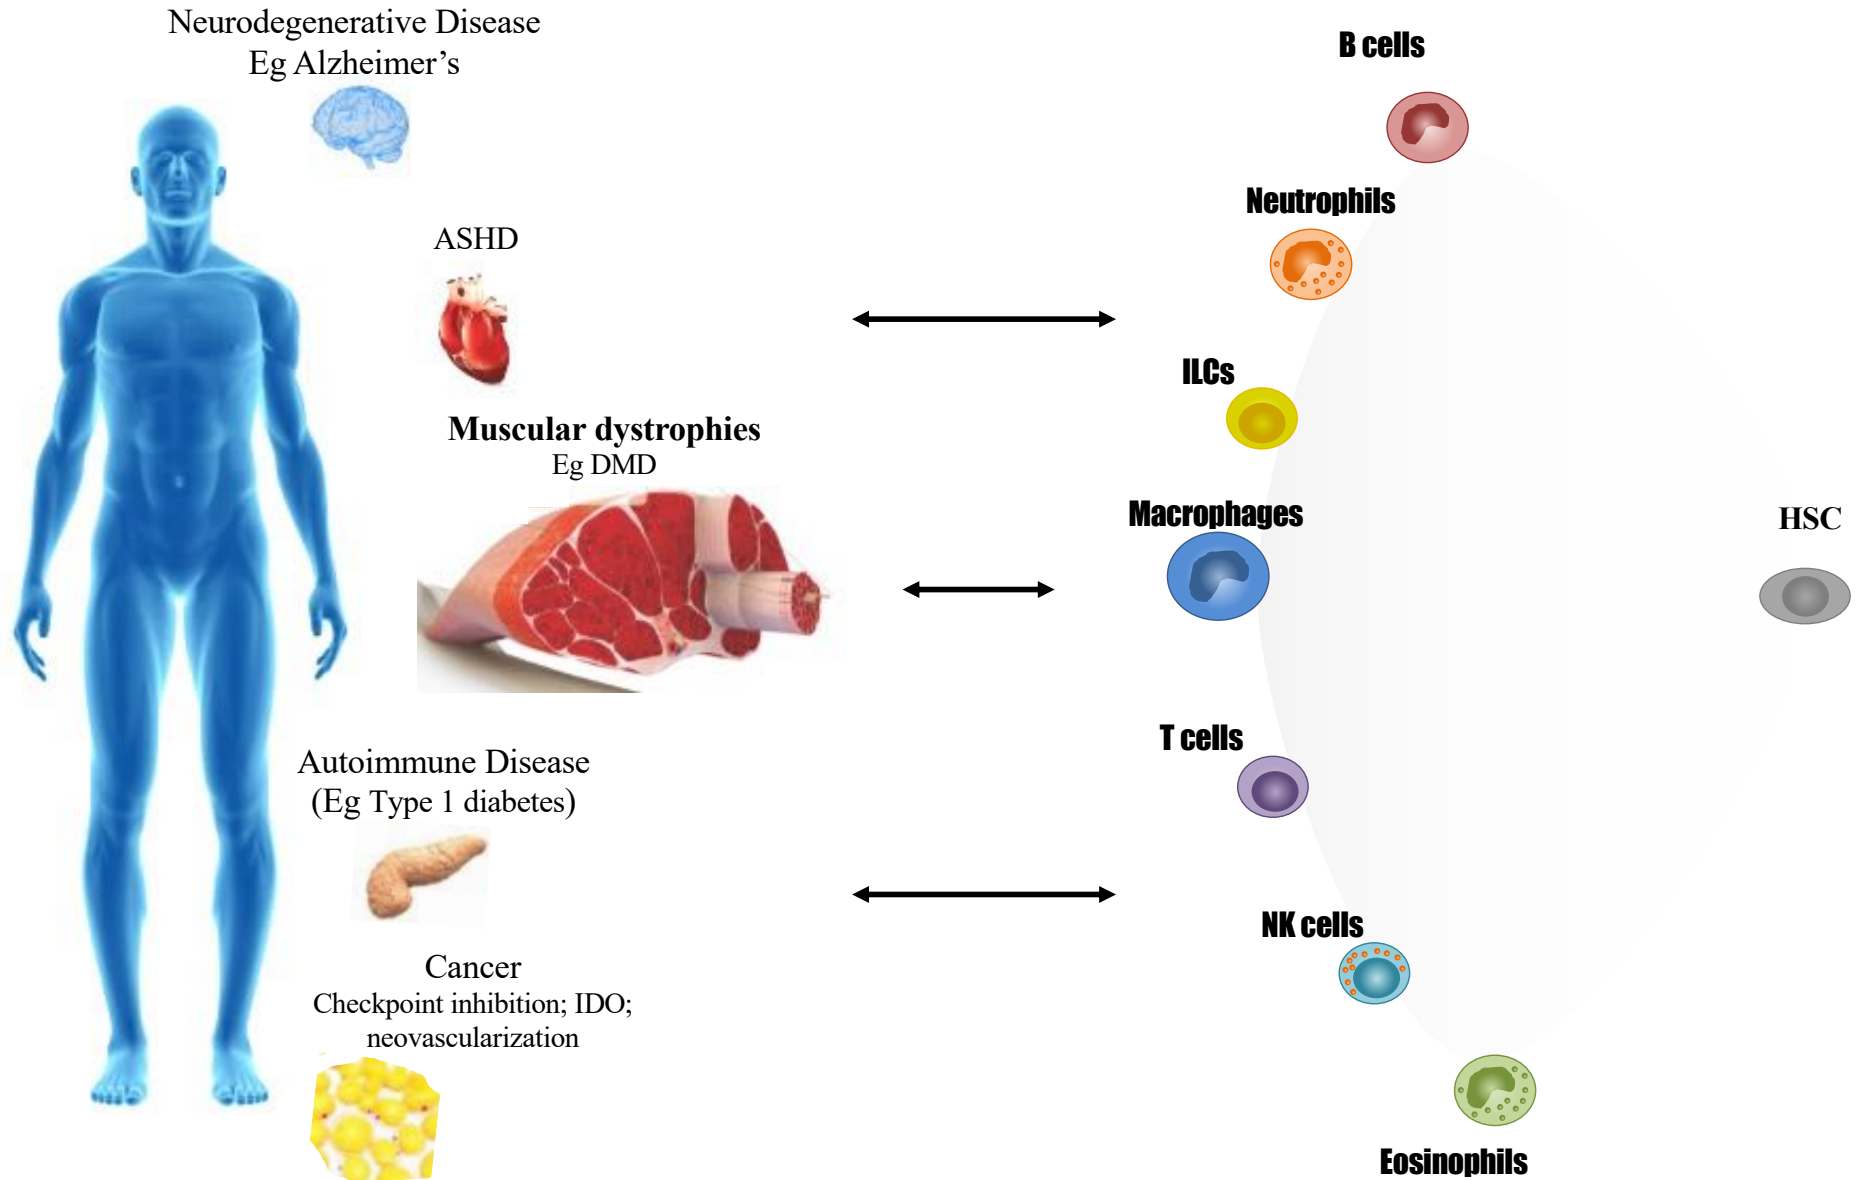 Neurodegenerative Disease
Eg Alzheimer’s
ASHD
Muscular dystrophies
Eg DMD
Autoimmune Disease
(Eg Type 1 diabetes)
Cancer
Checkpoint inhibition; IDO;
neovascularization
B cells
Neutrophils
ILCs
Macrophages
T cells
NK cells
Eosinophils
HSC